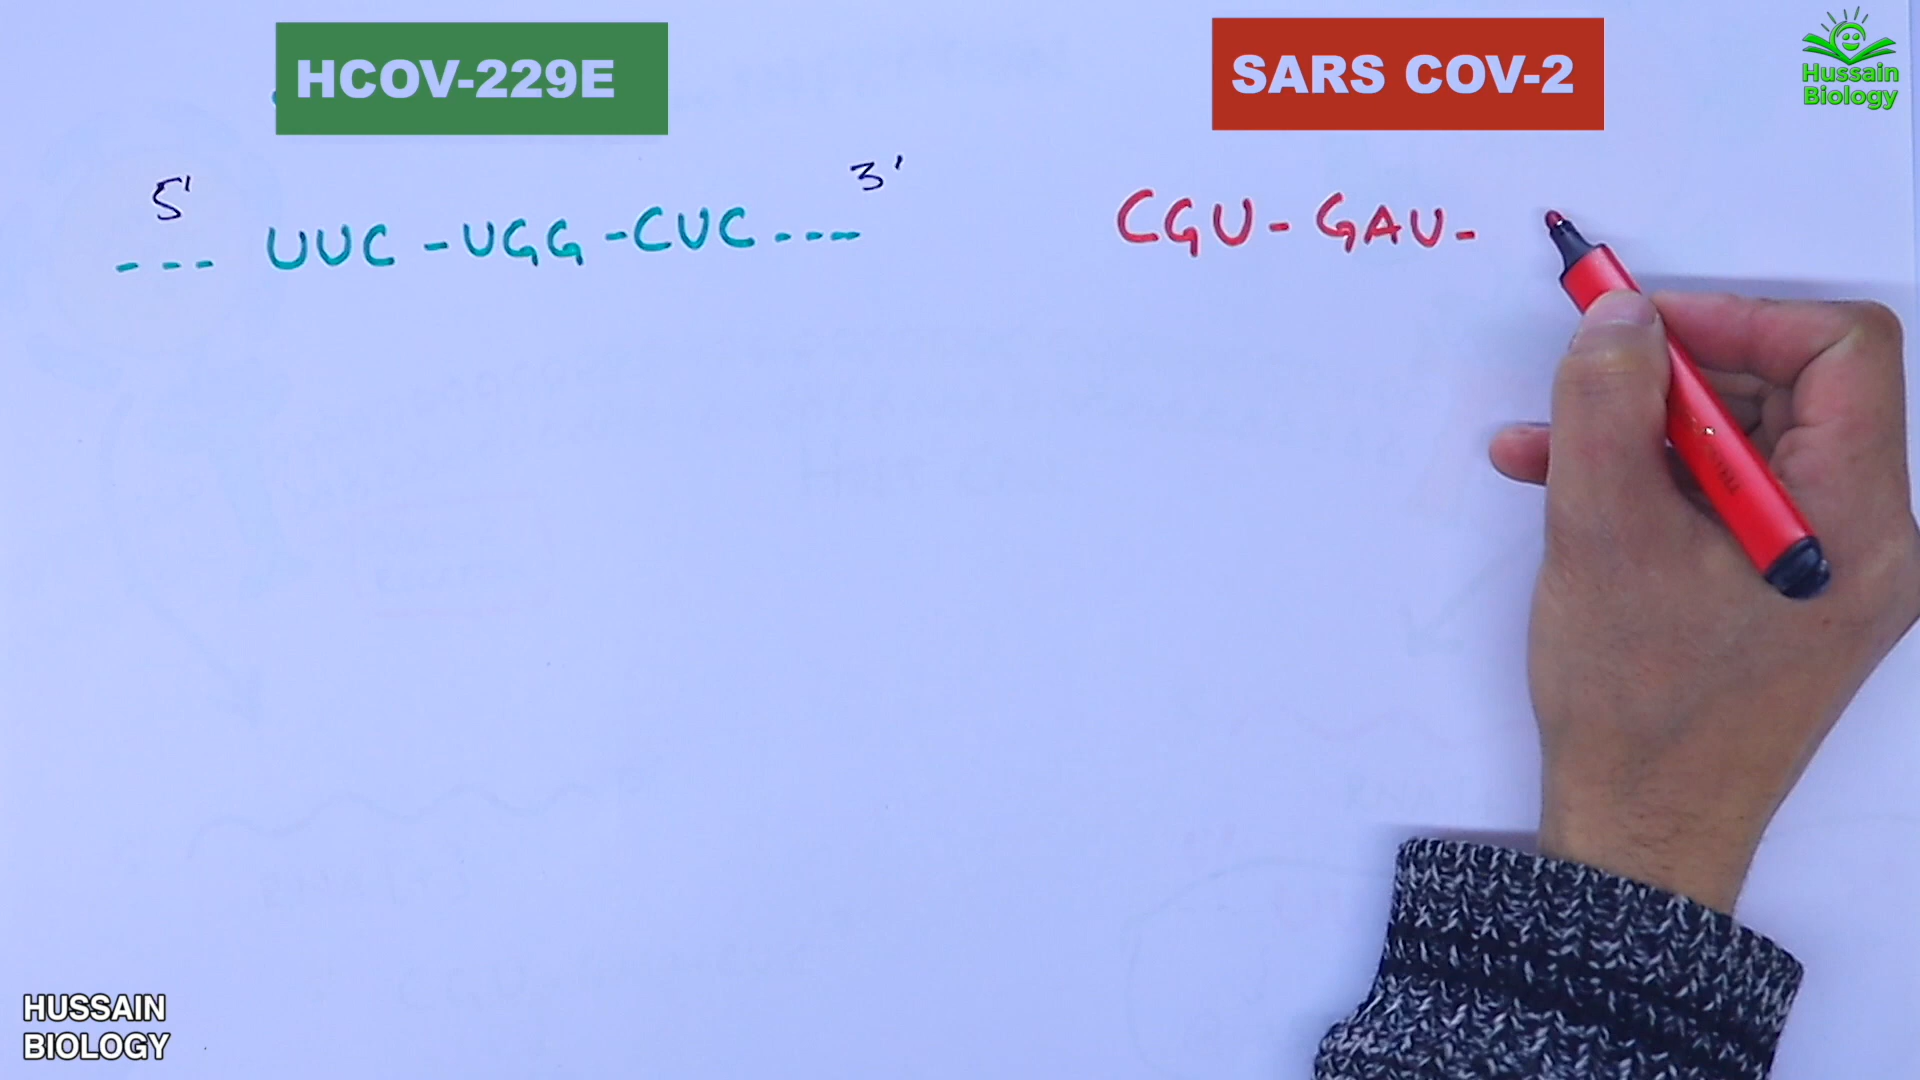 HCOV-229E
SARS COV-2
Hussain
Biology
5'
3'
--- UUC -UGG -CUC ---
CGU - GAU -
HUSSAIN
BIOLOGY